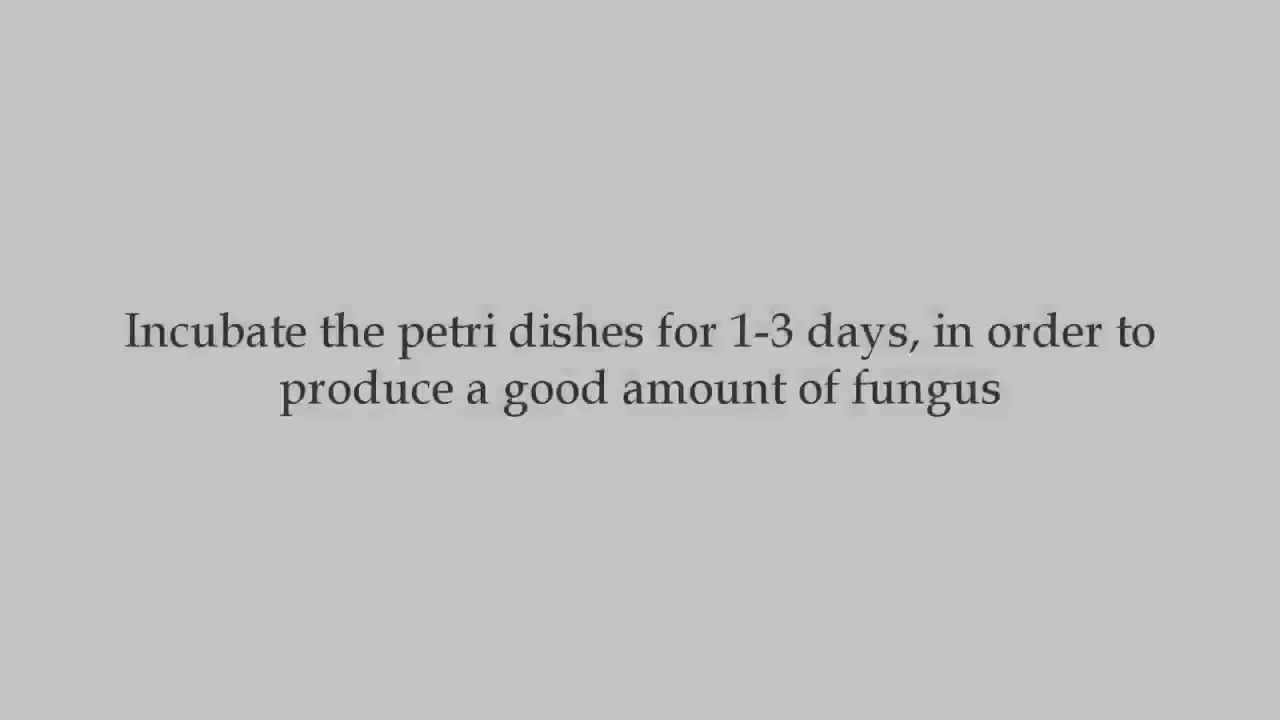 Incubate the petri dishes for 1-3 days, in order to
produce a good amount of fungus